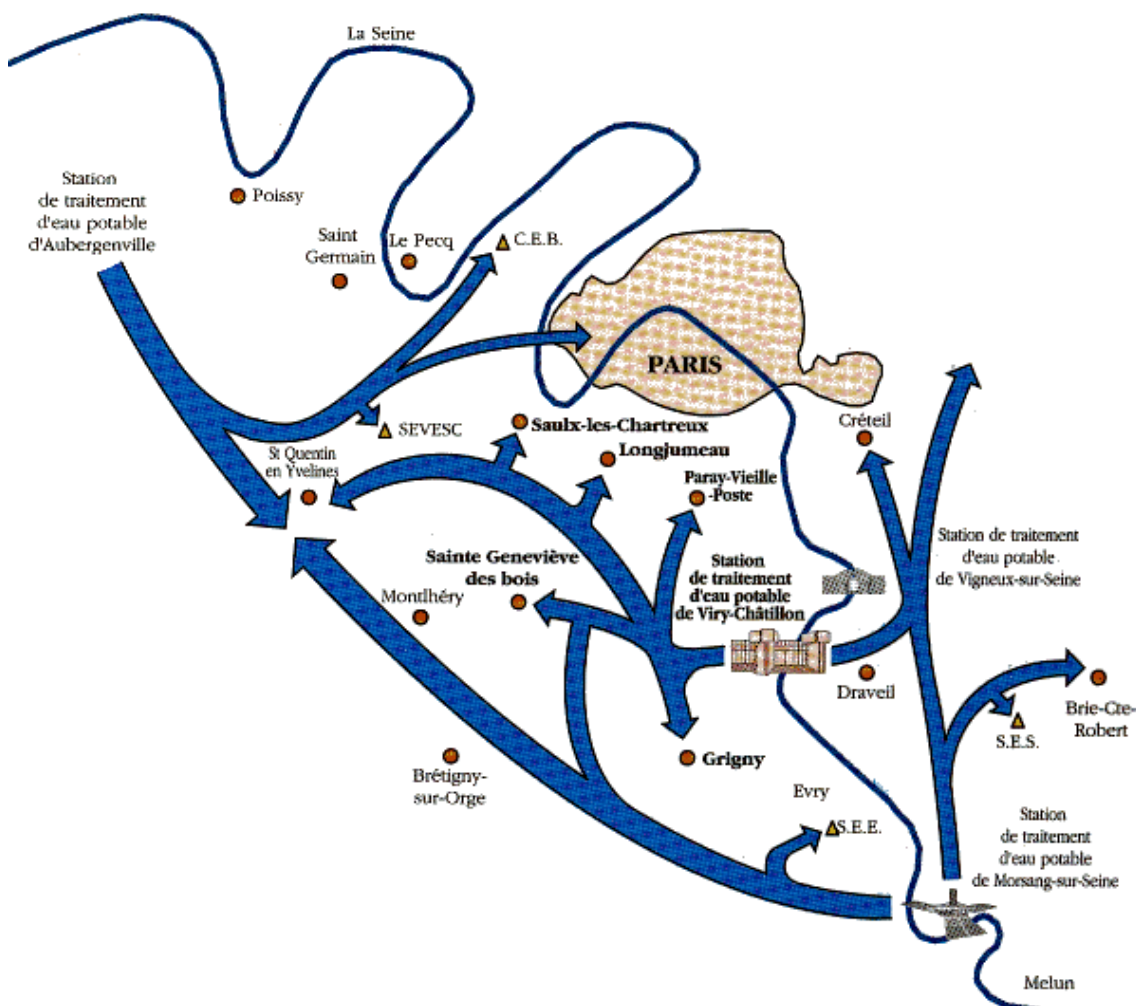 La Seine
Station
de traitement
d'eau potable
d'Aubergenville
Poissy
Saint
Germain
Le Pecq
C.E.B.
PARIS
SEVESC
St Quentin
en Yvelines
Saulx-les-Chartreux
Longjumeau
Paray-Vieille
-Poste
Créteil
Sainte Geneviève
des bois
Montlhéry
Station
de traitement
d'eau potable
de Viry-Châtillon
Station de traitement
d'eau potable
de Vigneux-sur-Seine
Draveil
Brie-Cte-
Robert
S.E.S.
Brétigny-
sur-Orge
Grigny
Evry
S.E.E.
Station
de traitement
d'eau potable
de Morsang-sur-Seine
Melun